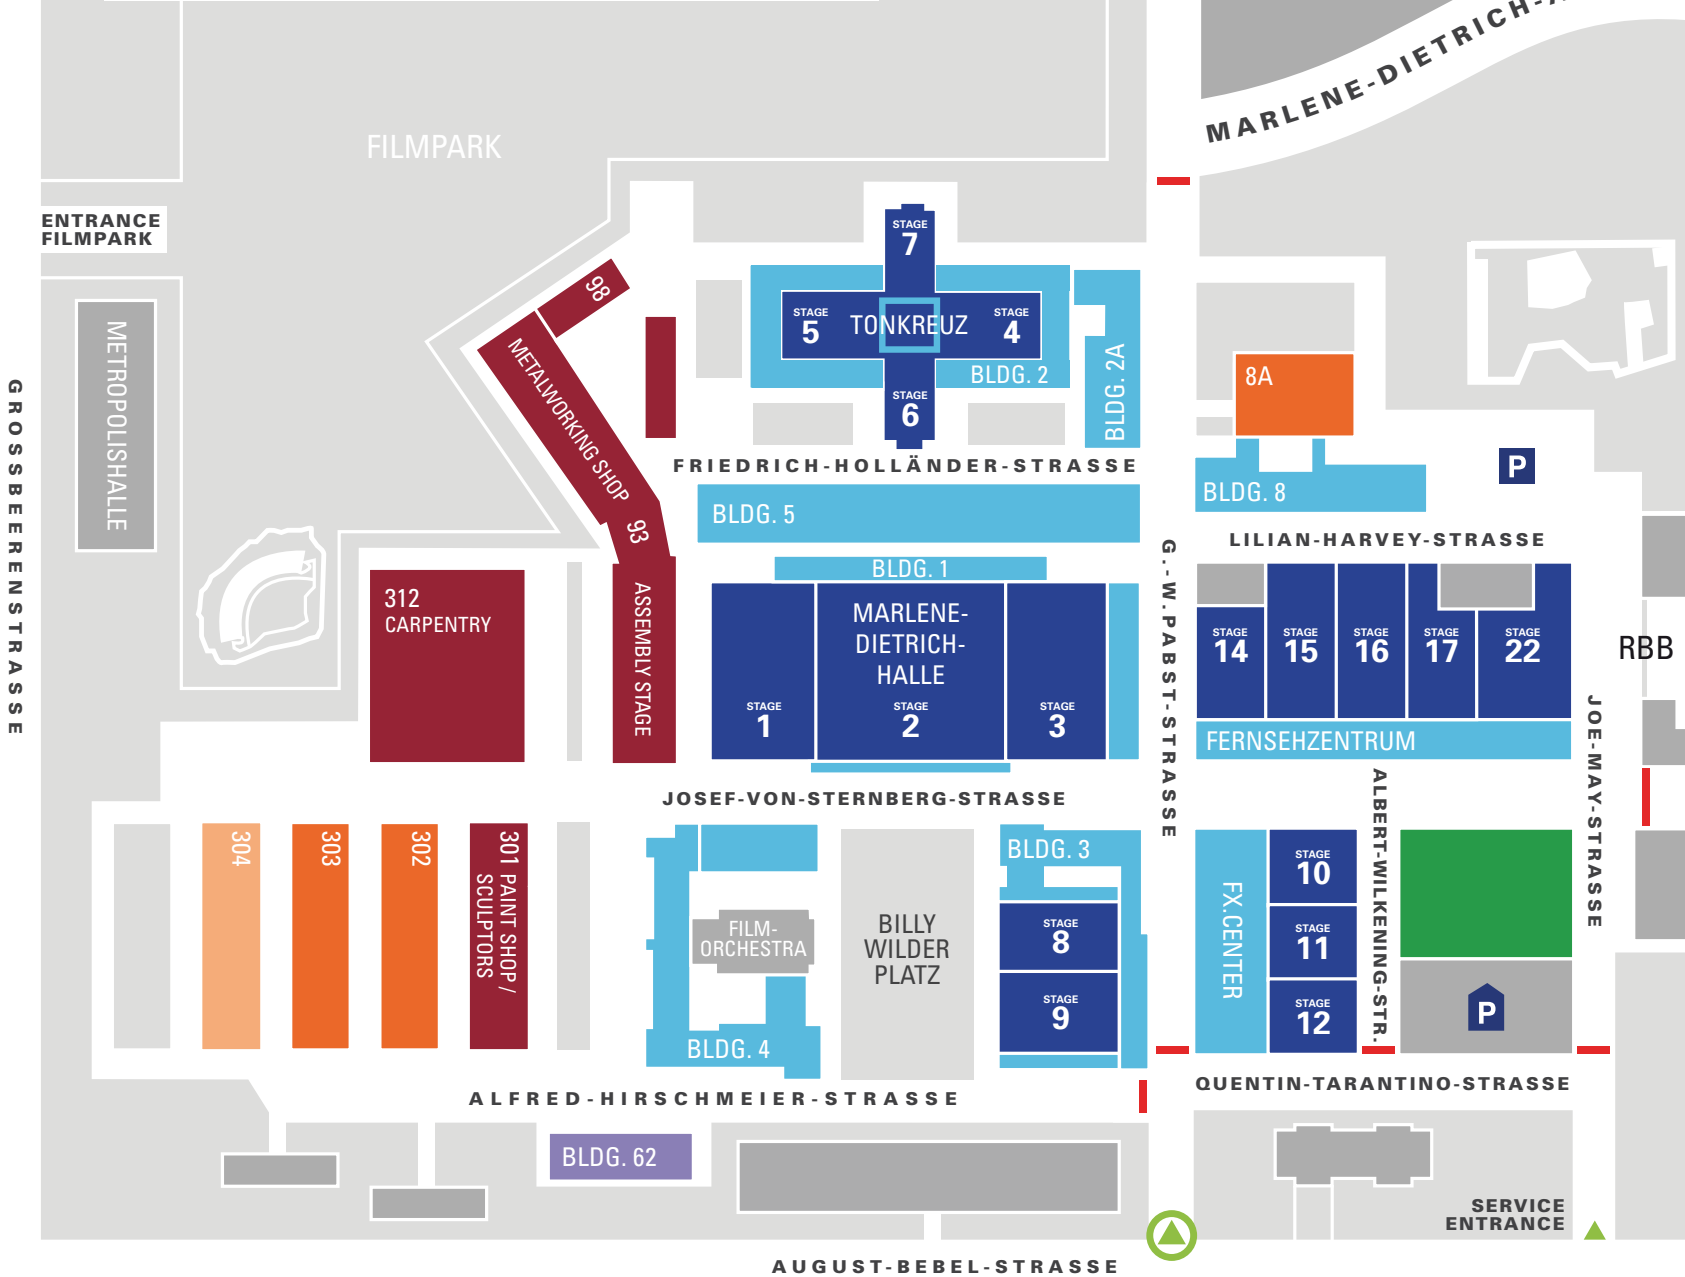 MARLENE-DIETRICH-A
FILMPARK
ENTRANCE
FILMPARK
STAGE
7
98
STAGE
5
TONKREUZ
STAGE
4
BLDG. 2
BLDG. 2A
STAGE
6
METROPOLISHALLE
METALWORKING SHOP
93
8A
GROSSBEERENSTRASSE
FRIEDRICH-HOLLÄNDER-STRASSE
P
BLDG. 8
BLDG. 5
LILIAN-HARVEY-STRASSE
BLDG. 1
312
CARPENTRY
ASSEMBLY STAGE
MARLENE-
DIETRICH-
HALLE
STAGE
1
STAGE
2
STAGE
3
G.-W.PABST-STRASSE
STAGE
14
STAGE
15
STAGE
16
STAGE
17
STAGE
22
RBB
FERNSEHZENTRUM
JOE-MAY-STRASSE
JOSEF-VON-STERNBERG-STRASSE
ALBERT-WILKENING-STR.
304
303
302
301 PAINT SHOP /
SCULPTORS
FILM-
ORCHESTRA
BILLY
WILDER
PLATZ
BLDG. 3
STAGE
8
STAGE
9
FX.CENTER
STAGE
10
STAGE
11
STAGE
12
P
BLDG. 4
QUENTIN-TARANTINO-STRASSE
ALFRED-HIRSCHMEIER-STRASSE
BLDG. 62
SERVICE
ENTRANCE
AUGUST-BEBEL-STRASSE